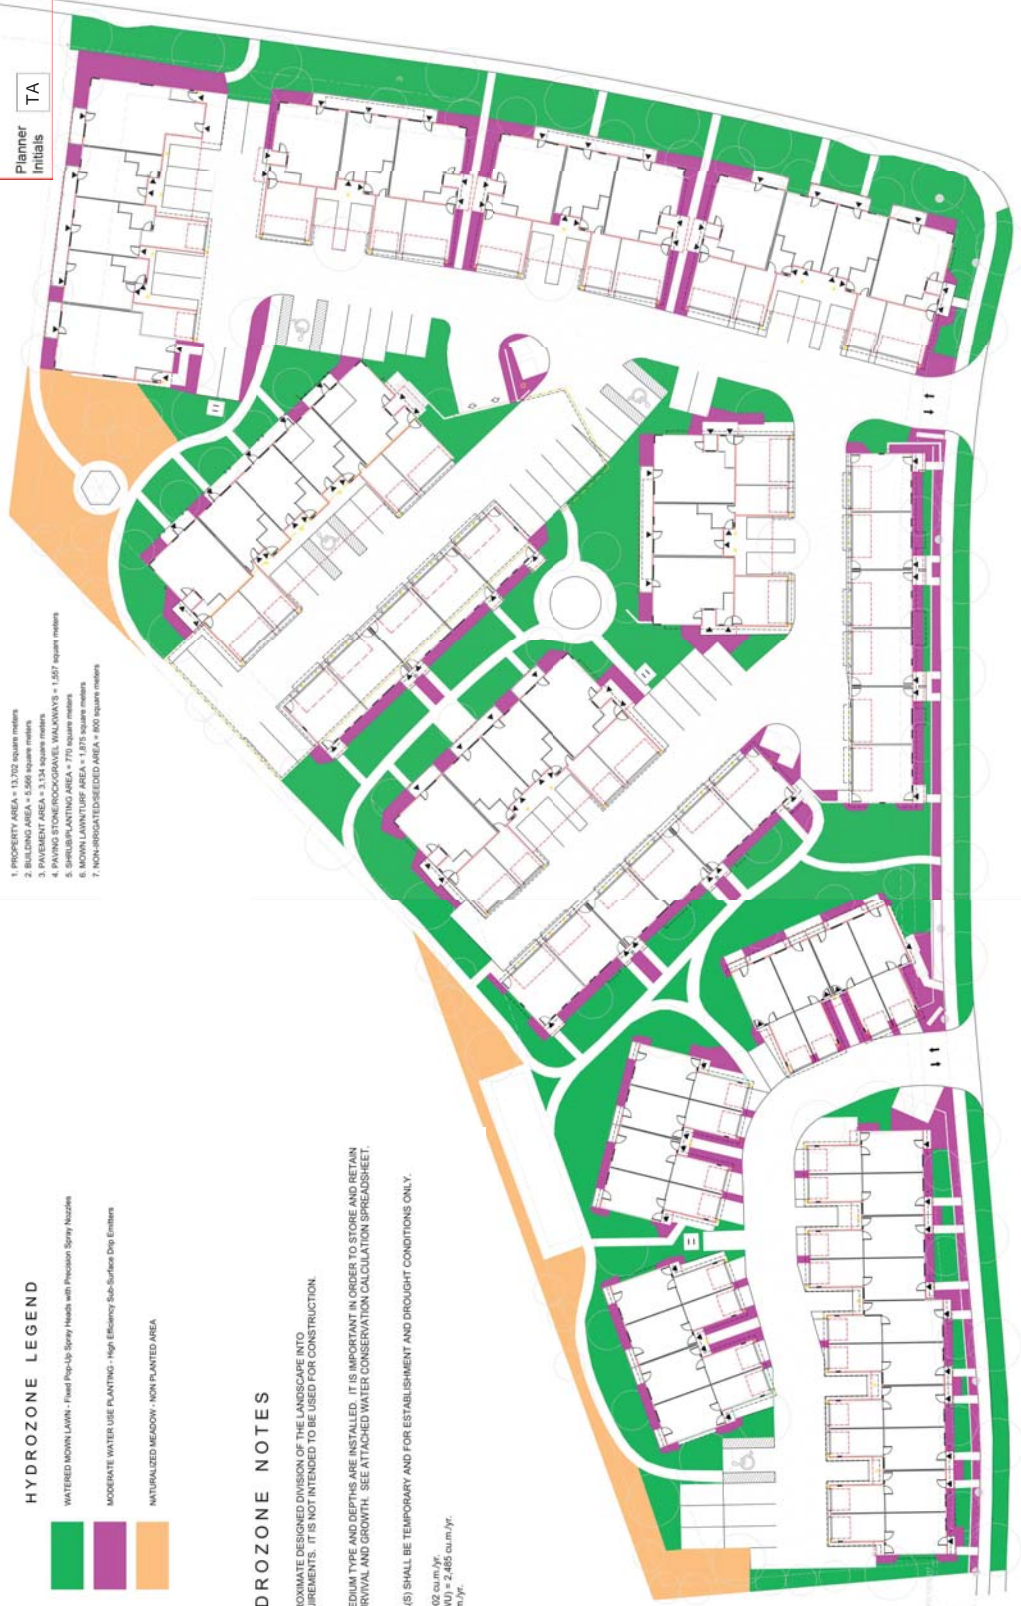 Planner
Initials
TA
1. PROPERTY AREA = 13,702 square meters
2. BUILDING AREA = 5,566 square meters
3. PAVEMENT AREA = 3,134 square meters
4. PAVING STONE/ROCK/GRAVEL WALKWAYS = 1,557 square meters
5. SHRUB/PLANTING AREA = 770 square meters
6. MOWN LAWN/TURF AREA = 1,875 square meters
7. NON-IRRIGATED/SEEDED AREA = 800 square meters
HYDROZONE LEGEND
WATERED MOWN LAWN - Fixed Pop-Up Spray Heads with Precision Spray Nozzles
MODERATE WATER USE PLANTING - High Efficiency Sub-Surface Drip Emitters
NATURALIZED MEADOW - NON PLANTED AREA
DROZONE NOTES
OXIMATE DESIGNED DIVISION OF THE LANDSCAPE INTO
UIREMENTS. IT IS NOT INTENDED TO BE USED FOR CONSTRUCTION.
EDIUM TYPE AND DEPTHS ARE INSTALLED. IT IS IMPORTANT IN ORDER TO STORE AND RETAIN
RVIVAL AND GROWTH. SEE ATTACHED WATER CONSERVATION CALCULATION SPREADSHEET.
(S) SHALL BE TEMPORARY AND FOR ESTABLISHMENT AND DROUGHT CONDITIONS ONLY.
02 cu.m./yr.
WU) = 2,485 cu.m./yr.
m./yr.